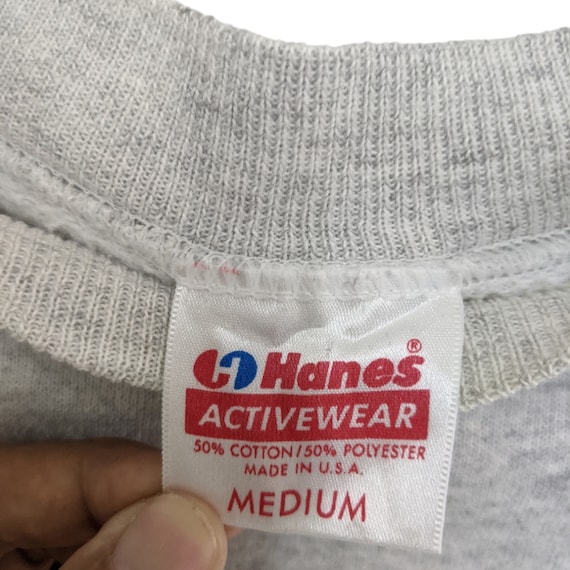 Hanes®
ACTIVEWEAR
50% COTTON/50% POLYESTER
MADE IN U.S.A.
MEDIUM